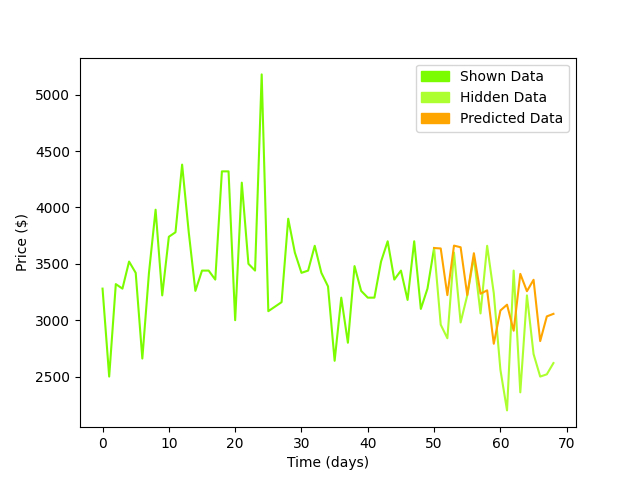 Shown Data
Hidden Data
Predicted Data
Price ($)
5000
4500
4000
3500
3000
2500
0 10 20 30 40 50 60 70
Time (days)